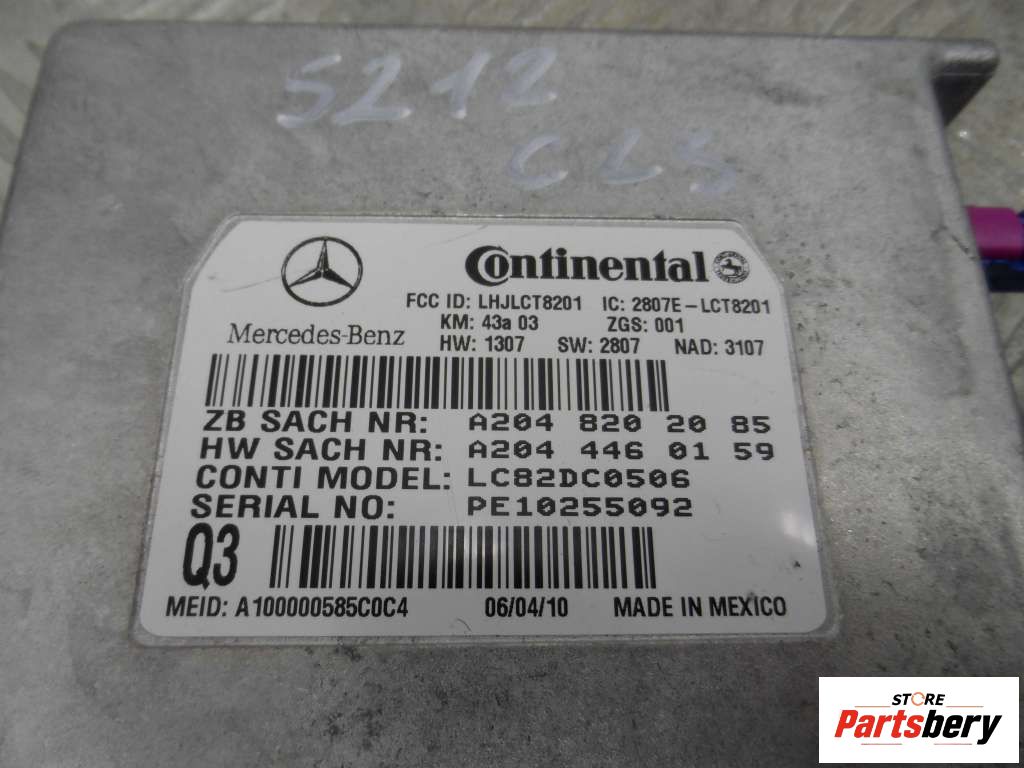 5212
CLS
Continental
FCC ID: LHJLCT8201 IC: 2807E-LCT8201
Mercedes-Benz
KM: 43a 03 ZGS: 001
HW: 1307 SW: 2807 NAD: 3107
ZB SACH NR: A204 820 20 85
HW SACH NR: A204 446 01 59
CONTI MODEL: LC82DC0506
SERIAL NO: PE10255092
Q3
MEID: A100000585C0C4 06/04/10 MADE IN MEXICO
STORE
Partsbery